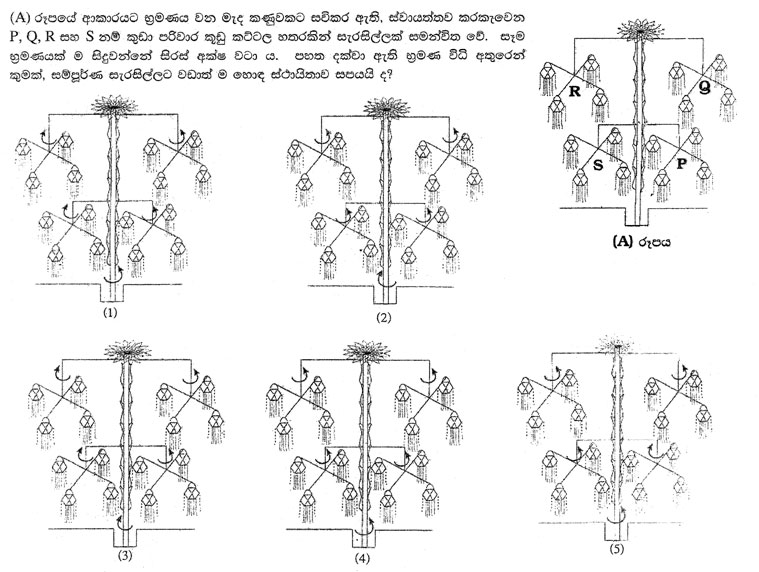 (A) රූපයේ ආකාරයට භ්‍රමණය වන මැද කණුවකට සවිකර ඇති, ස්වායත්තව කරකැවෙන
P, Q, R සහ S නම් කුඩා පරිවාර කූඩු කට්ටල හතරකින් සැරසිල්ලක් සමන්විත වේ. සෑම
භ්‍රමණයක් ම සිදුවන්නේ සිරස් අක්ෂ වටා ය. පහත දක්වා ඇති භ්‍රමණ විධි අතුරෙන්
කුමක්, සම්පූර්ණ සැරසිල්ලට වඩාත් ම හොඳ ස්ථායිතාව සපයයි ද?
R
Q
S
P
(A) රූපය
(1)
(2)
(3)
(4)
(5)